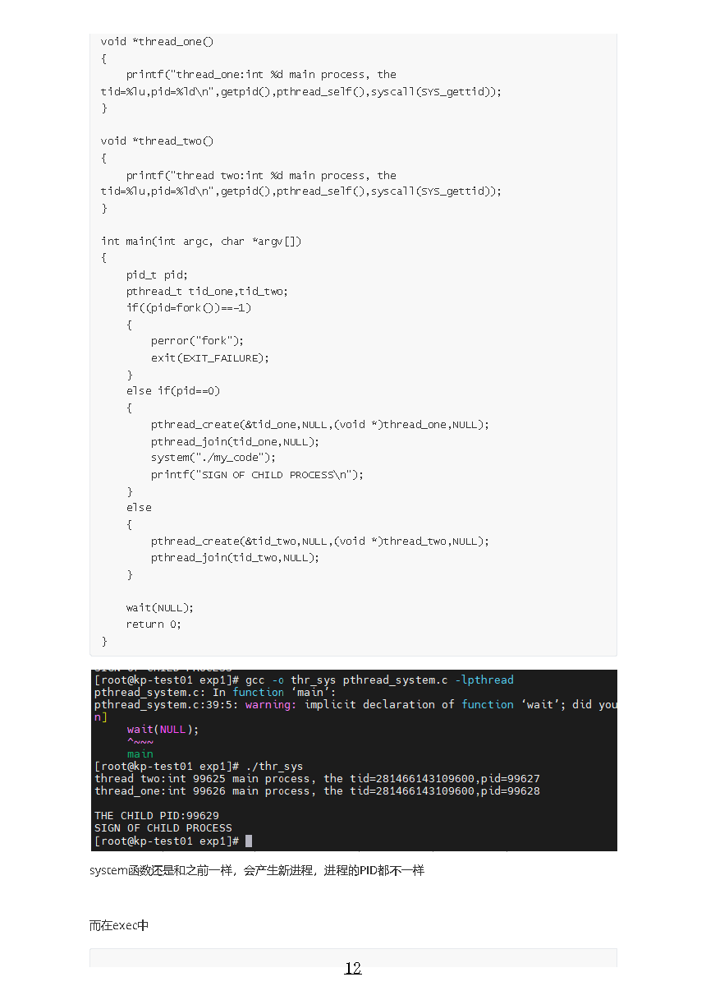 void *thread_one()
{
    printf("thread_one:int %d main process, the
tid=%lu,pid=%ld\n",getpid(),pthread_self(),syscall(SYS_gettid));
}

void *thread_two()
{
    printf("thread two:int %d main process, the
tid=%lu,pid=%ld\n",getpid(),pthread_self(),syscall(SYS_gettid));
}

int main(int argc, char *argv[])
{
    pid_t pid;
    pthread_t tid_one,tid_two;
    if((pid=fork())==-1)
    {
        perror("fork");
        exit(EXIT_FAILURE);
    }
    else if(pid==0)
    {
        pthread_create(&tid_one,NULL,(void *)thread_one,NULL);
        pthread_join(tid_one,NULL);
        system("./my_code");
        printf("SIGN OF CHILD PROCESS\n");
    }
    else
    {
        pthread_create(&tid_two,NULL,(void *)thread_two,NULL);
        pthread_join(tid_two,NULL);
    }

    wait(NULL);
    return 0;
}
SIGN OF CHILD PROCESS
[root@kp-test01 exp1]# gcc -o thr_sys pthread_system.c -lpthread
pthread_system.c: In function ‘main’:
pthread_system.c:39:5: warning: implicit declaration of function ‘wait’; did you
n]
     wait(NULL);
     ^~~~
     main
[root@kp-test01 exp1]# ./thr_sys
thread two:int 99625 main process, the tid=281466143109600,pid=99627
thread_one:int 99626 main process, the tid=281466143109600,pid=99628

THE CHILD PID:99629
SIGN OF CHILD PROCESS
[root@kp-test01 exp1]#
system函数还是和之前一样，会产生新进程，进程的PID都不一样
而在exec中
12